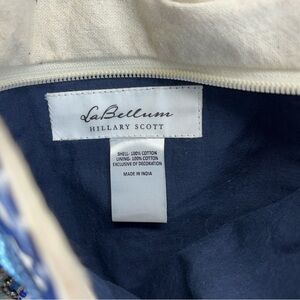 LaBellum
HILLARY SCOTT
SHELL- 100% COTTON
LINING- 100% COTTON
EXCLUSIVE OF DECORATION
MADE IN INDIA